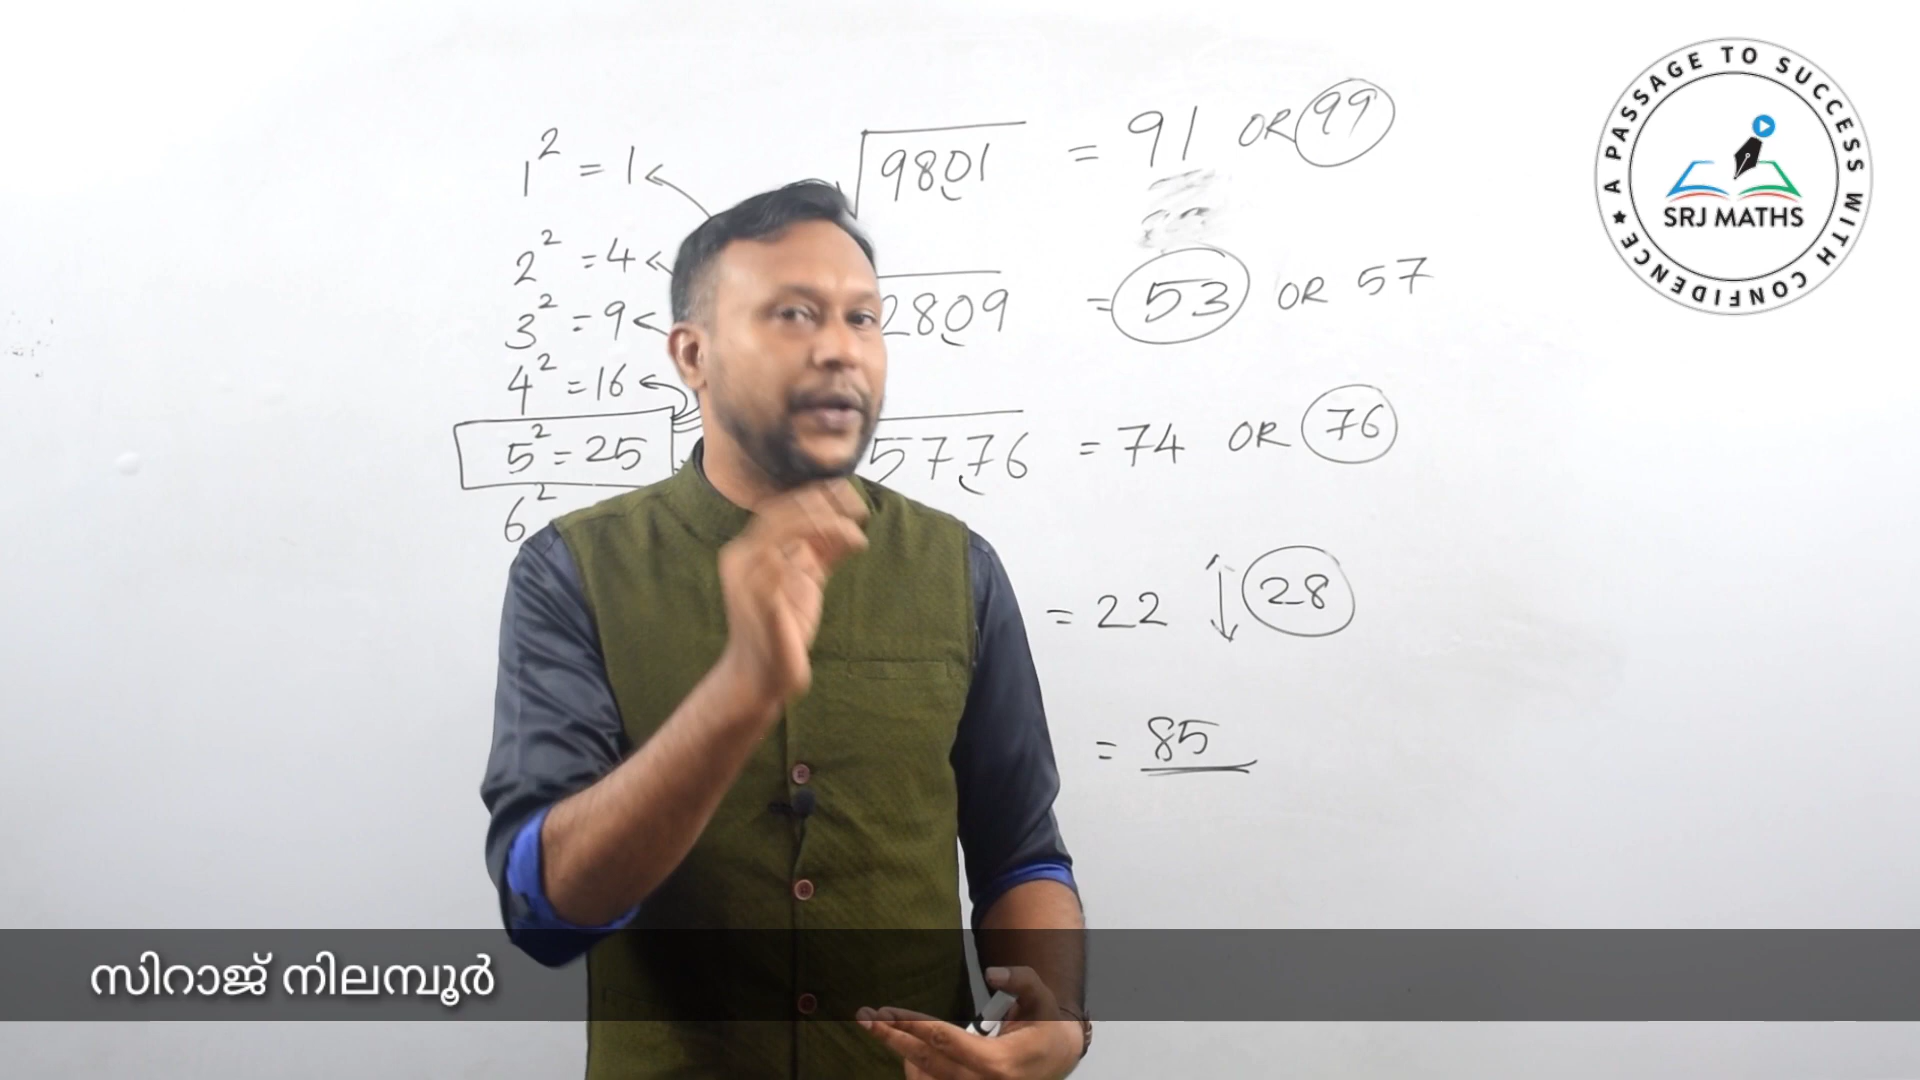 1² = 1
2² = 4
3² = 9
4² = 16
5² = 25
6²
√9801 = 91 OR 99
2809 = 53 OR 57
5776 = 74 OR 76
= 22 28
= 85
A PASSAGE TO SUCCESS WITH CONFIDENCE
SRJ MATHS
സിറാജ് നിലമ്പൂർ